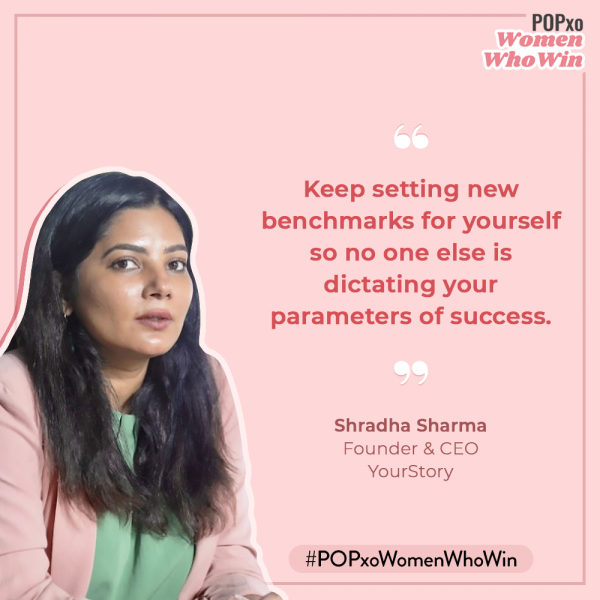 POPxo
Women
Who Win
“
Keep setting new
benchmarks for yourself
so no one else is
dictating your
parameters of success.
”
Shradha Sharma
Founder & CEO
YourStory
#POPxoWomenWhoWin